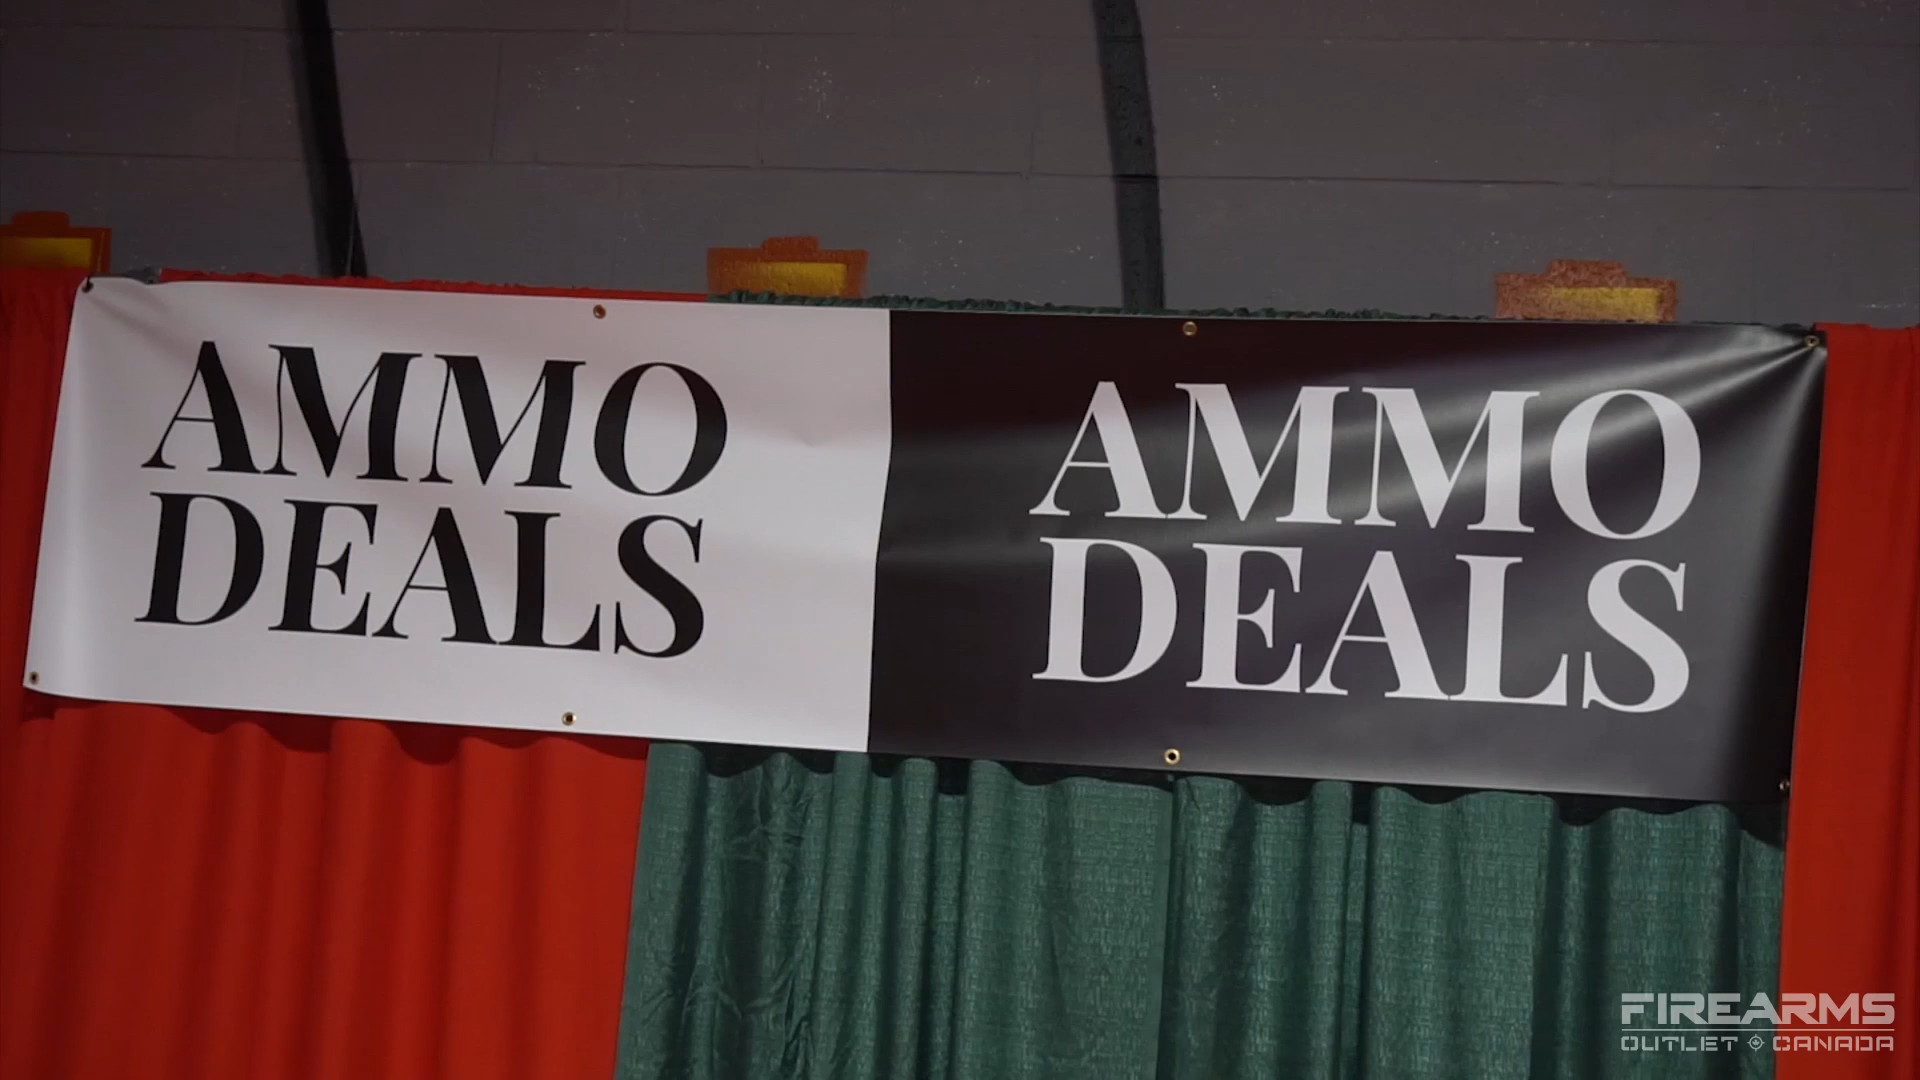 AMMO
DEALS
AMMO
DEALS
FIREARMS
OUTLET CANADA